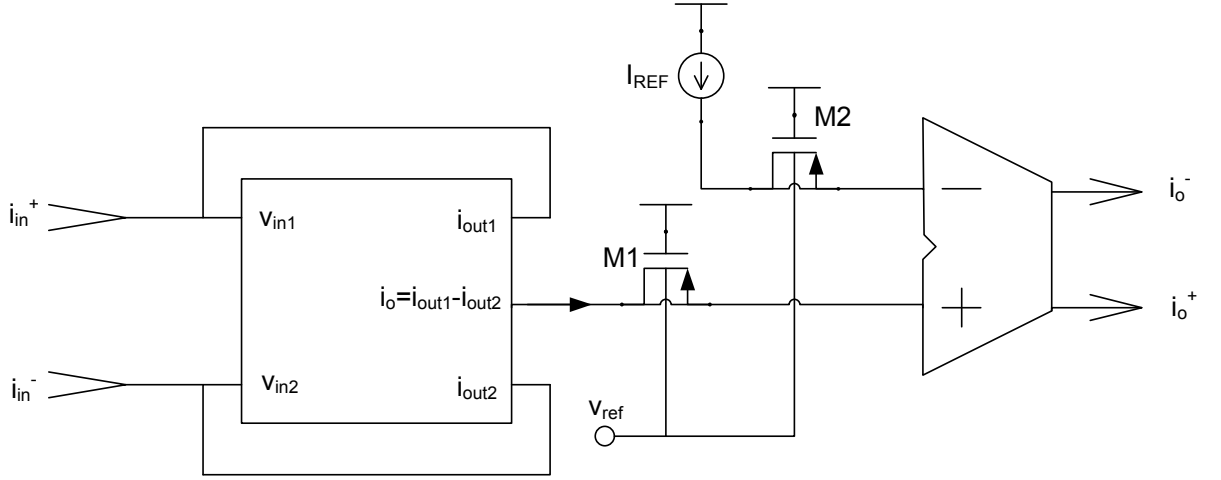 I_REF
M2
i_in^+
v_in1
i_out1
−
i_o^-
M1
i_o=i_out1-i_out2
+
i_o^+
i_in^-
v_in2
i_out2
v_ref